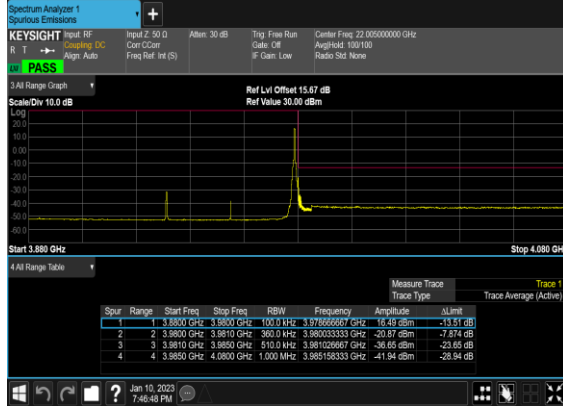 Spectrum Analyzer 1
Spurious Emissions
KEYSIGHT Input: RF Input Z: 50 Ω Atten: 30 dB Trig: Free Run Center Freq: 22.005000000 GHz
R T Coupling: DC Corr CCorr Gate: Off Avg|Hold: 100/100
Align: Auto Freq Ref: Int (S) IF Gain: Low Radio Std: None
PASS
3 All Range Graph Ref Lvl Offset 15.67 dB
Scale/Div 10.0 dB Ref Value 30.00 dBm
Log
20.0
10.0
0.00
-10.0
-20.0
-30.0
-40.0
-50.0
-60.0
Start 3.880 GHz Stop 4.080 GH
4 All Range Table
Measure Trace Trace 1
Trace Type Trace Average (Active)
Spur Range Start Freq Stop Freq RBW Frequency Amplitude ΔLimit
1 1 3.8800 GHz 3.9800 GHz 100.0 kHz 3.978666667 GHz 16.49 dBm -13.51 dB
2 2 3.9800 GHz 3.9810 GHz 360.0 kHz 3.980033333 GHz -20.87 dBm -7.874 dB
3 3 3.9810 GHz 3.9850 GHz 510.0 kHz 3.981026667 GHz -36.65 dBm -23.65 dB
4 4 3.9850 GHz 4.0800 GHz 1.000 MHz 3.985158333 GHz -41.94 dBm -28.94 dB
Jan 10, 2023
7:46:48 PM